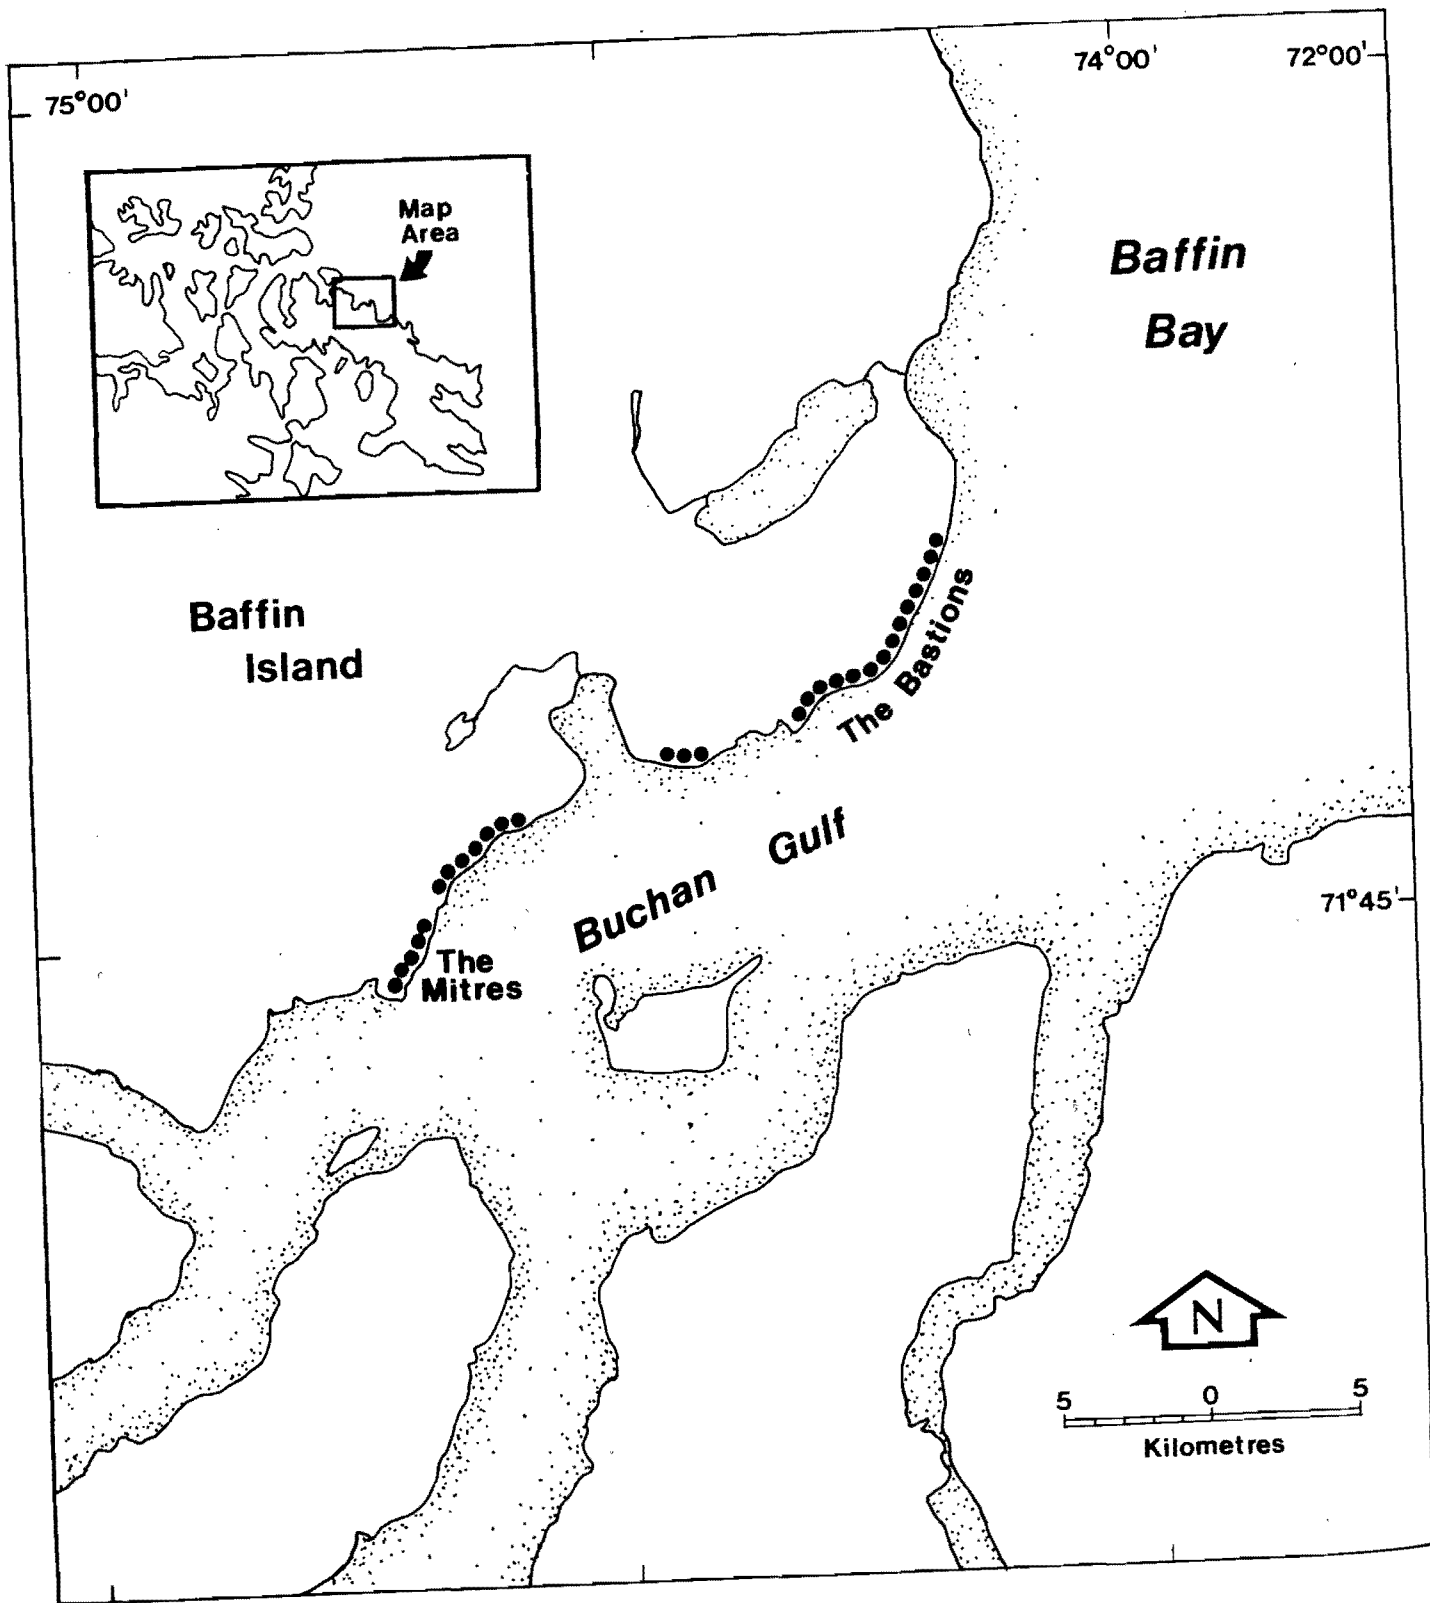 75°00'
74°00'
72°00'
Map
Area
Baffin
Bay
Baffin
Island
The Bastions
Buchan Gulf
71°45'
The
Mitres
N
5 0 5
Kilometres